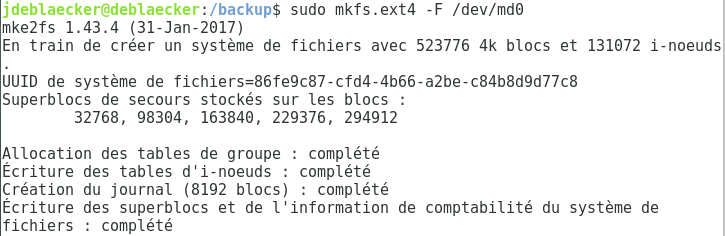 jdeblaecker@deblaecker:/backup$ sudo mkfs.ext4 -F /dev/md0
mke2fs 1.43.4 (31-Jan-2017)
En train de créer un système de fichiers avec 523776 4k blocs et 131072 i-noeuds
.
UUID de système de fichiers=86fe9c87-cfd4-4b66-a2be-c84b8d9d77c8
Superblocs de secours stockés sur les blocs :
        32768, 98304, 163840, 229376, 294912

Allocation des tables de groupe : complété
Écriture des tables d'i-noeuds : complété
Création du journal (8192 blocs) : complété
Écriture des superblocs et de l'information de comptabilité du système de
fichiers : complété